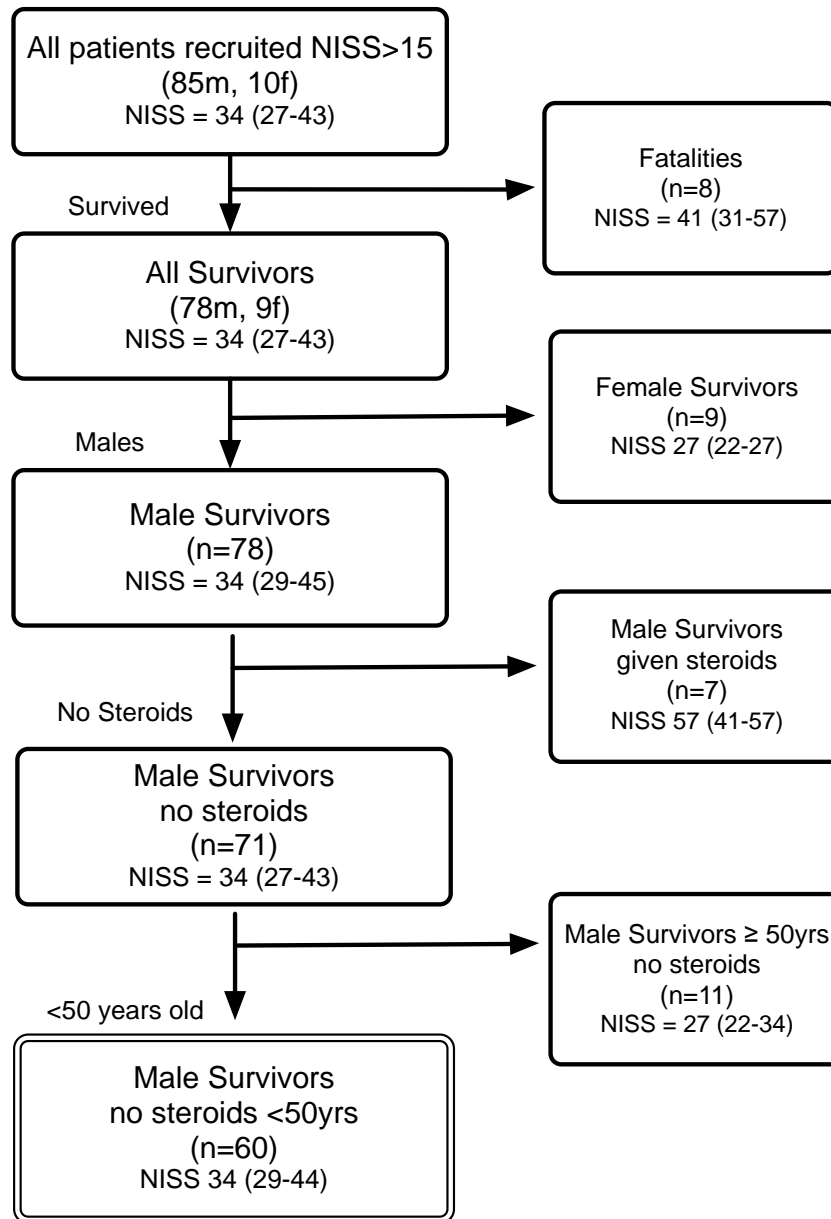 All patients recruited NISS>15
(85m, 10f)
NISS = 34 (27-43)
Fatalities
(n=8)
NISS = 41 (31-57)
Survived
All Survivors
(78m, 9f)
NISS = 34 (27-43)
Female Survivors
(n=9)
NISS 27 (22-27)
Males
Male Survivors
(n=78)
NISS = 34 (29-45)
Male Survivors
given steroids
(n=7)
NISS 57 (41-57)
No Steroids
Male Survivors
no steroids
(n=71)
NISS = 34 (27-43)
Male Survivors ≥ 50yrs
no steroids
(n=11)
NISS = 27 (22-34)
<50 years old
Male Survivors
no steroids <50yrs
(n=60)
NISS 34 (29-44)